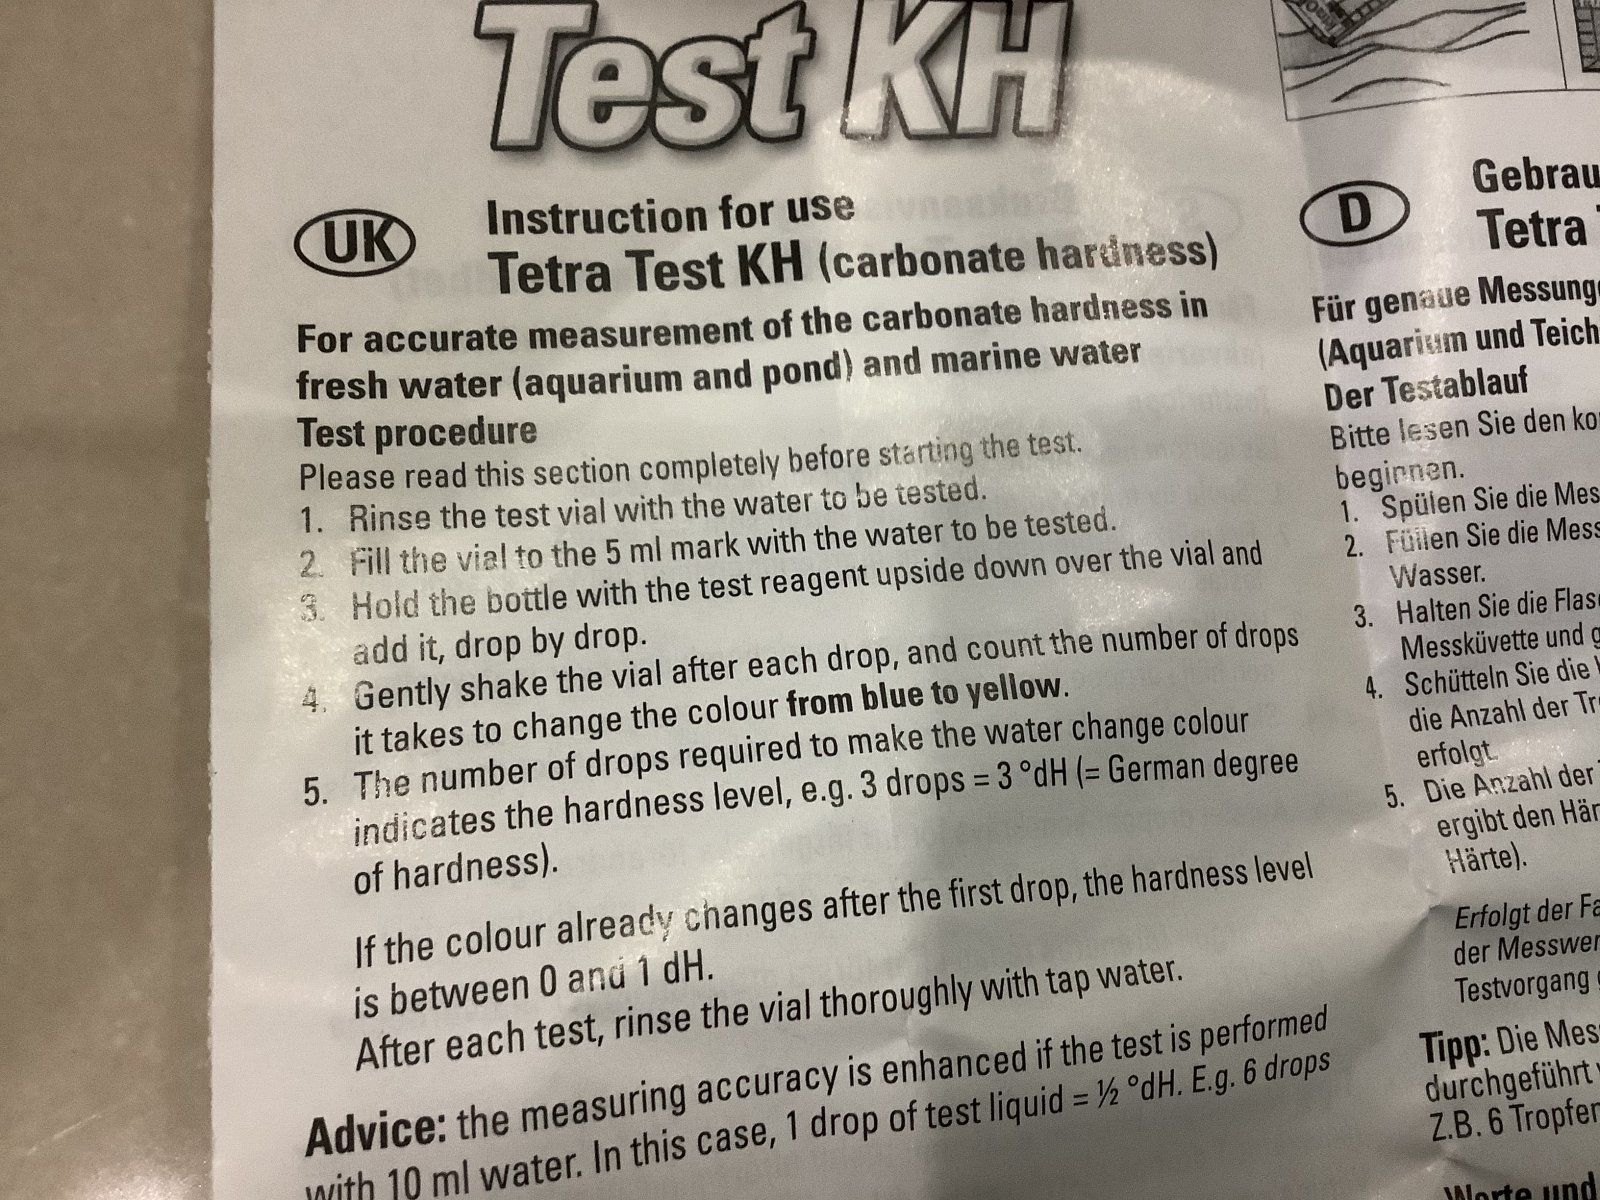 Test KH
UK
Instruction for use
Tetra Test KH (carbonate hardness)
For accurate measurement of the carbonate hardness in
fresh water (aquarium and pond) and marine water
Test procedure
Please read this section completely before starting the test.
1. Rinse the test vial with the water to be tested.
2. Fill the vial to the 5 ml mark with the water to be tested.
3. Hold the bottle with the test reagent upside down over the vial and
add it, drop by drop.
4. Gently shake the vial after each drop, and count the number of drops
it takes to change the colour from blue to yellow.
5. The number of drops required to make the water change colour
indicates the hardness level, e.g. 3 drops = 3 °dH (= German degree
of hardness).
If the colour already changes after the first drop, the hardness level
is between 0 and 1 dH.
After each test, rinse the vial thoroughly with tap water.
Advice: the measuring accuracy is enhanced if the test is performed
with 10 ml water. In this case, 1 drop of test liquid = ½ °dH. E.g. 6 drops
D
Gebrau
Tetra
Für genaue Messung
(Aquarium und Teich
Der Testablauf
Bitte lesen Sie den ko
beginnen.
1. Spülen Sie die Mes
2. Füllen Sie die Mess
Wasser.
3. Halten Sie die Flas
Messküvette und g
4. Schütteln Sie die
die Anzahl der Tr
erfolgt.
5. Die Anzahl der
ergibt den Här
Härte).
Erfolgt der Fa
der Messwer
Testvorgang
Tipp: Die Mes
durchgeführt
Z.B. 6 Tropfen
Werte und